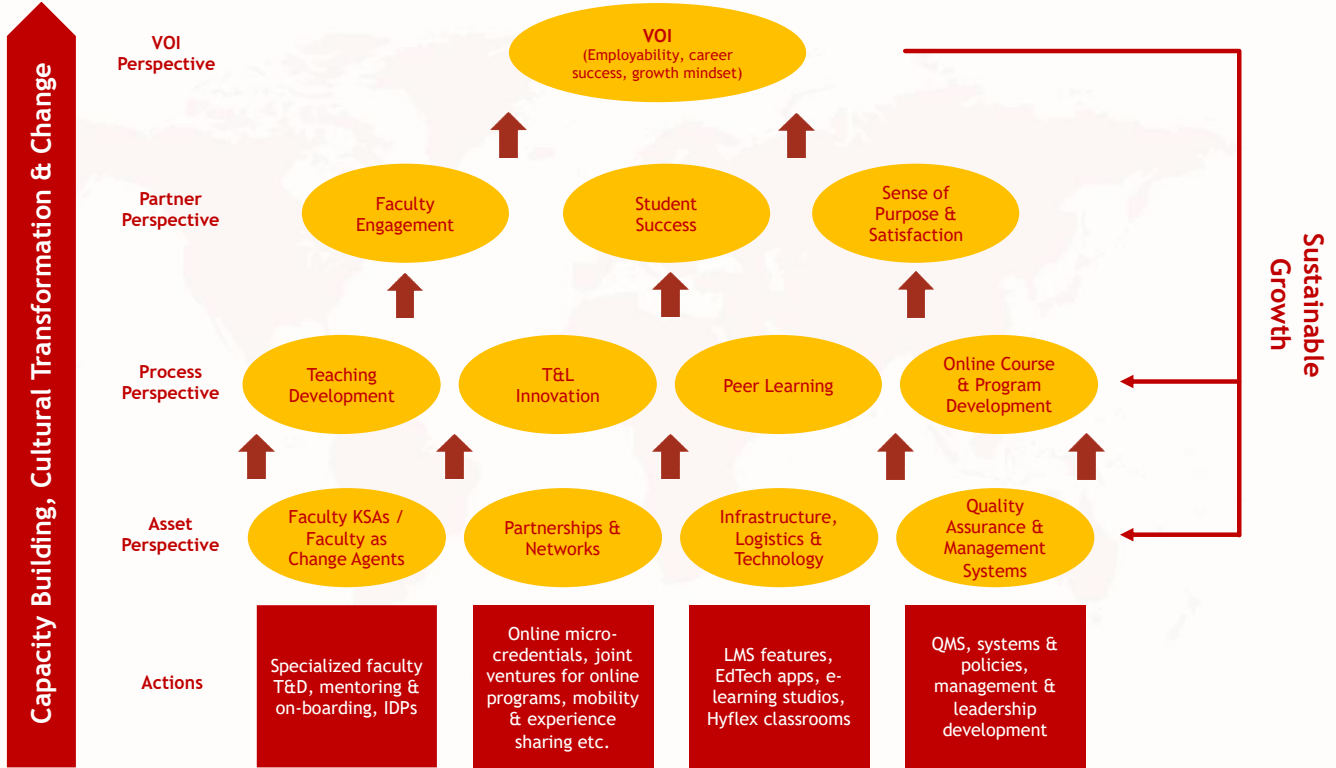 Capacity Building, Cultural Transformation & Change
VOI
Perspective
VOI
(Employability, career
success, growth mindset)
Partner
Perspective
Faculty
Engagement
Student
Success
Sense of
Purpose &
Satisfaction
Sustainable
Growth
Process
Perspective
Teaching
Development
T&L
Innovation
Peer Learning
Online Course
& Program
Development
Asset
Perspective
Faculty KSAs /
Faculty as
Change Agents
Partnerships &
Networks
Infrastructure,
Logistics &
Technology
Quality
Assurance &
Management
Systems
Actions
Specialized faculty
T&D, mentoring &
on-boarding, IDPs
Online micro-
credentials, joint
ventures for online
programs, mobility
& experience
sharing etc.
LMS features,
EdTech apps, e-
learning studios,
Hyflex classrooms
QMS, systems &
policies,
management &
leadership
development